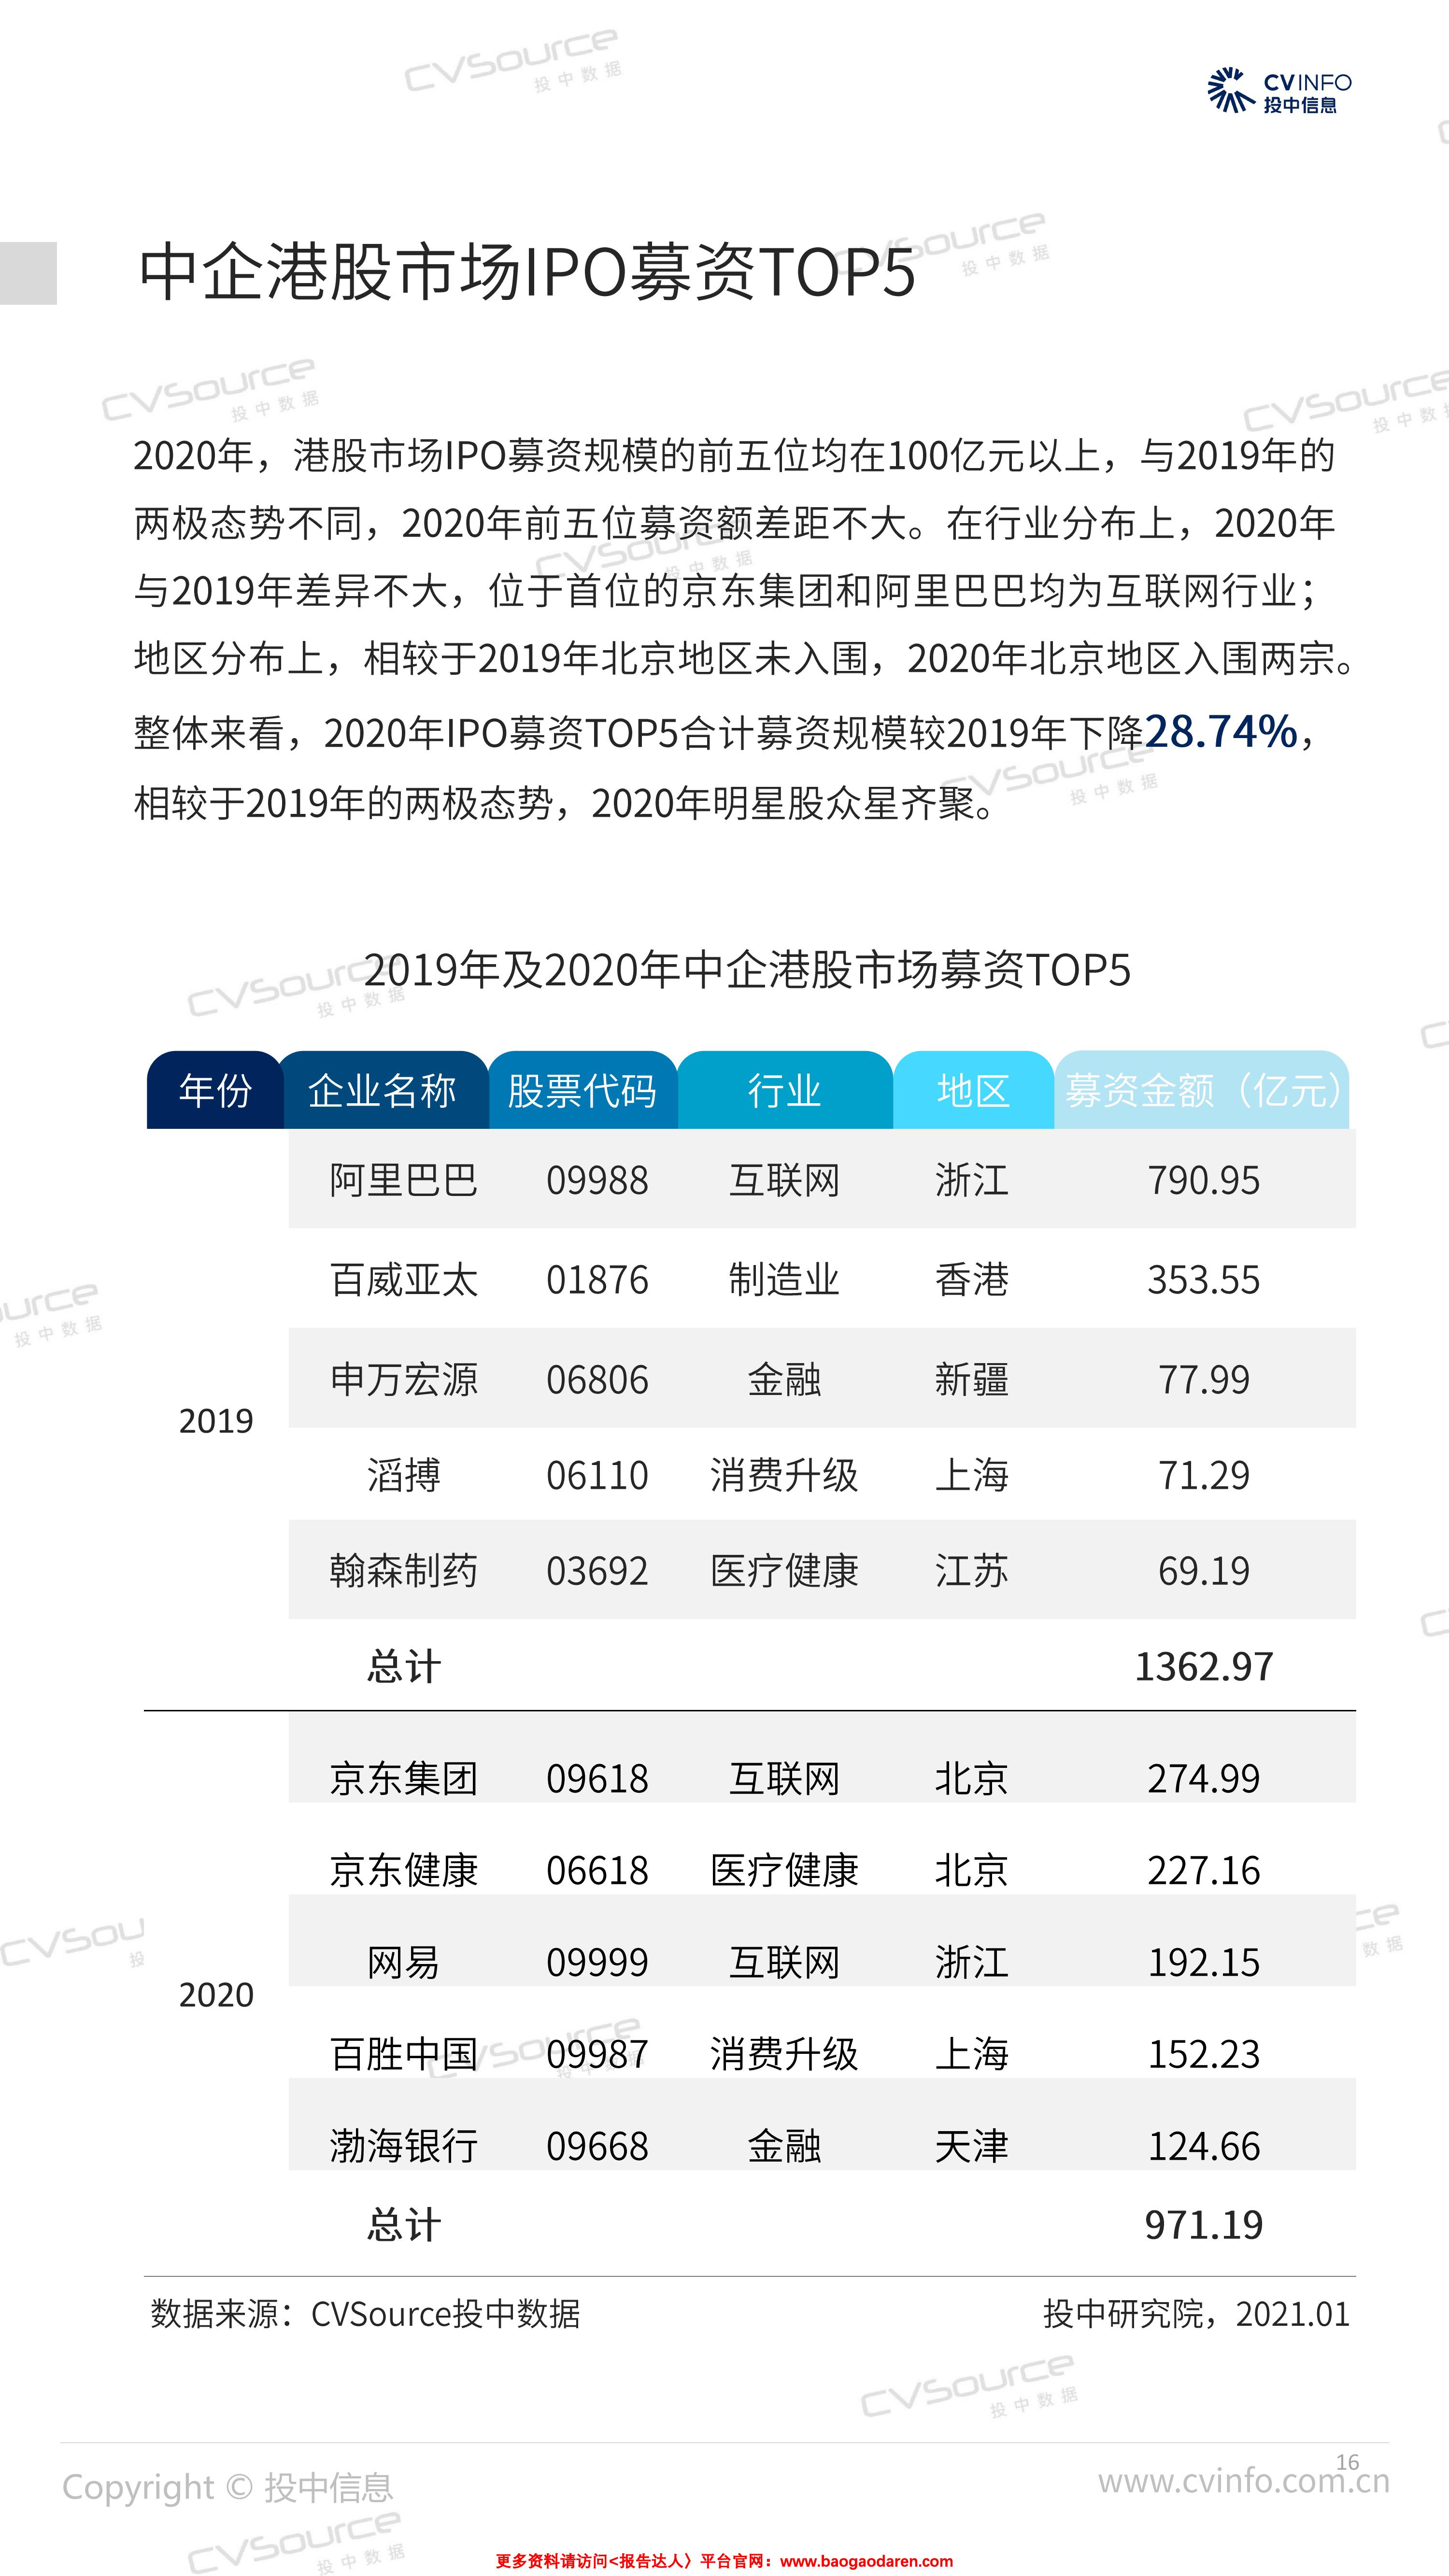 CVINFO
投中信息
中企港股市场IPO募资TOP5
2020年，港股市场IPO募资规模的前五位均在100亿元以上，与2019年的
两极态势不同，2020年前五位募资额差距不大。在行业分布上，2020年
与2019年差异不大，位于首位的京东集团和阿里巴巴均为互联网行业；
地区分布上，相较于2019年北京地区未入围，2020年北京地区入围两宗。
整体来看，2020年IPO募资TOP5合计募资规模较2019年下降28.74%，
相较于2019年的两极态势，2020年明星股众星齐聚。
2019年及2020年中企港股市场募资TOP5
年份 企业名称 股票代码 行业 地区 募资金额（亿元）
阿里巴巴 09988 互联网 浙江 790.95
百威亚太 01876 制造业 香港 353.55
申万宏源 06806 金融 新疆 77.99
2019
滔搏 06110 消费升级 上海 71.29
翰森制药 03692 医疗健康 江苏 69.19
总计 1362.97
京东集团 09618 互联网 北京 274.99
京东健康 06618 医疗健康 北京 227.16
网易 09999 互联网 浙江 192.15
2020
百胜中国 09987 消费升级 上海 152.23
渤海银行 09668 金融 天津 124.66
总计 971.19
数据来源：CVSource投中数据 投中研究院，2021.01
16
Copyright © 投中信息 www.cvinfo.com.cn
更多资料请访问<报告达人〉平台官网：www.baogaodaren.com
CVSource
投中数据